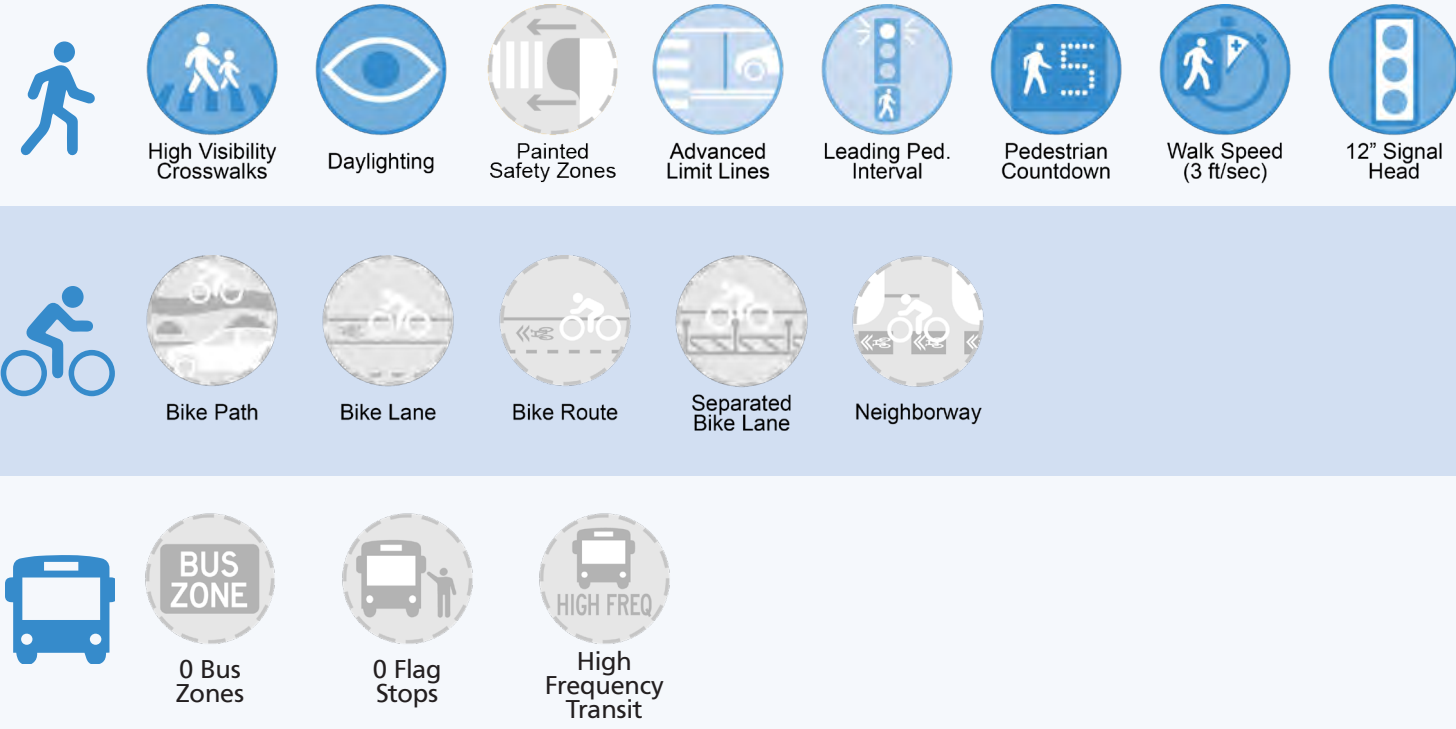 5
High Visibility
Crosswalks
Daylighting
Painted
Safety Zones
Advanced
Limit Lines
Leading Ped.
Interval
Pedestrian
Countdown
Walk Speed
(3 ft/sec)
12” Signal
Head
Bike Path
Bike Lane
Bike Route
Separated
Bike Lane
Neighborway
BUS
ZONE
HIGH FREQ
0 Bus
Zones
0 Flag
Stops
High
Frequency
Transit